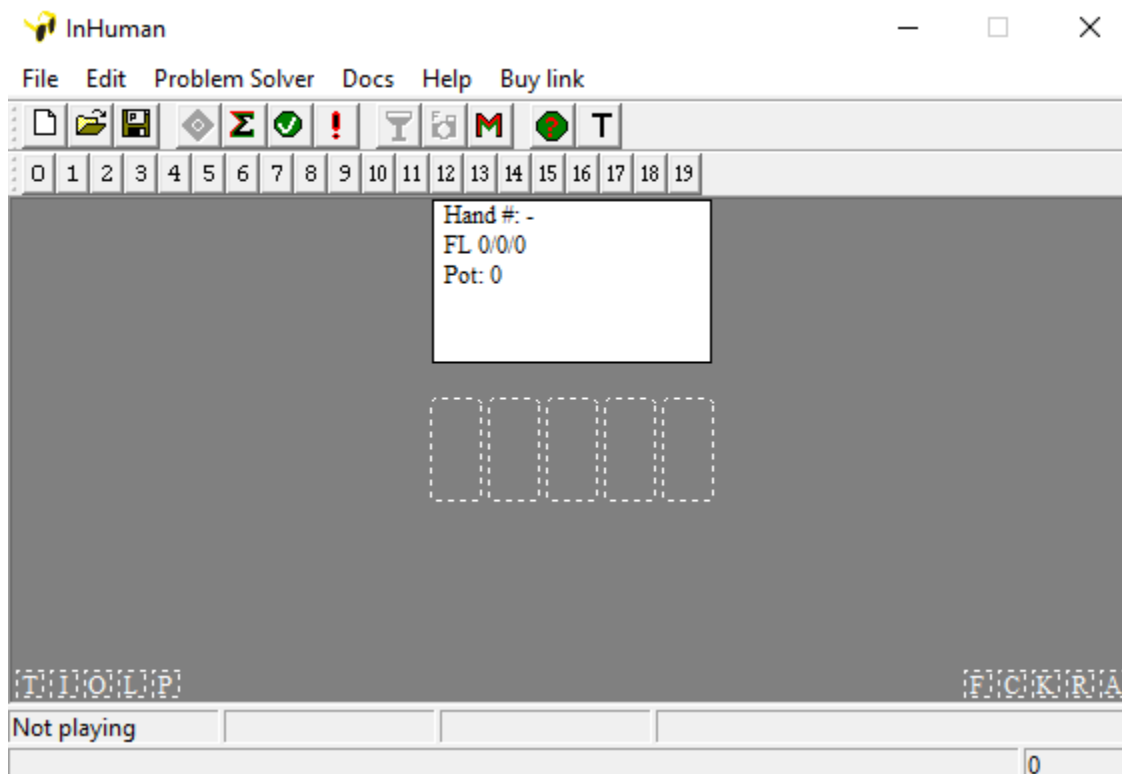 InHuman
File Edit Problem Solver Docs Help Buy link
Σ ! F M ? T
0 1 2 3 4 5 6 7 8 9 10 11 12 13 14 15 16 17 18 19
Hand #: -
FL 0/0/0
Pot: 0
T I O L P F C K R A
Not playing
0